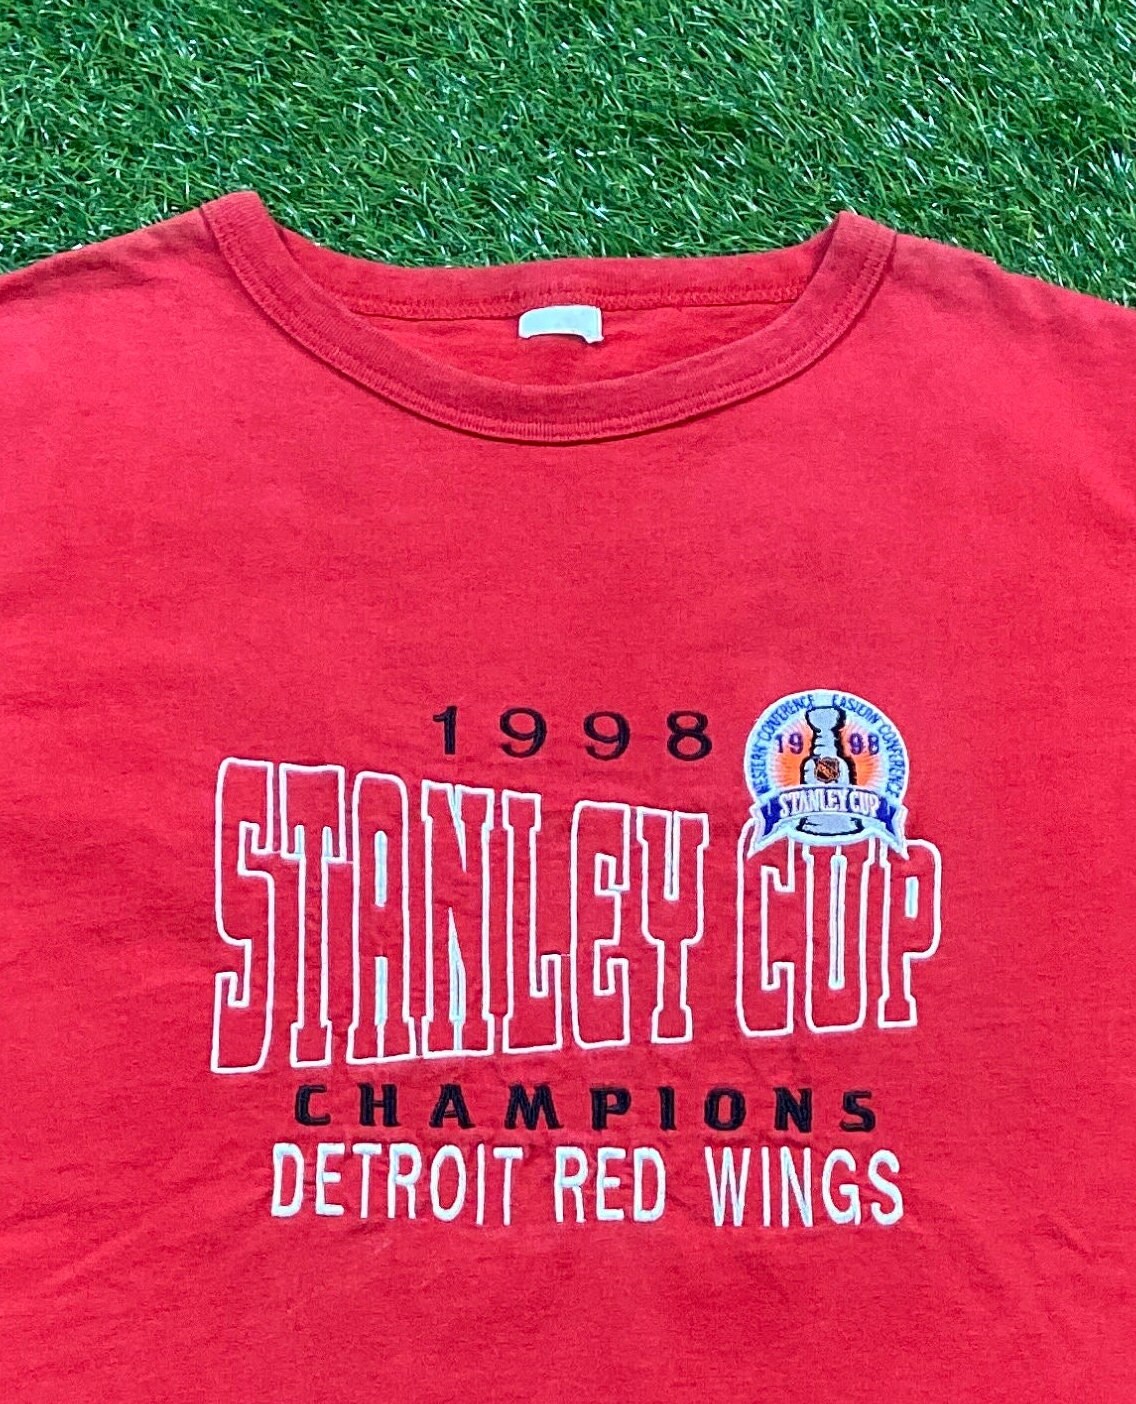 1998
STANLEY CUP
CHAMPIONS
DETROIT RED WINGS
WESTERN CONFERENCE EASTERN CONFERENCE
19 98
STANLEY CUP